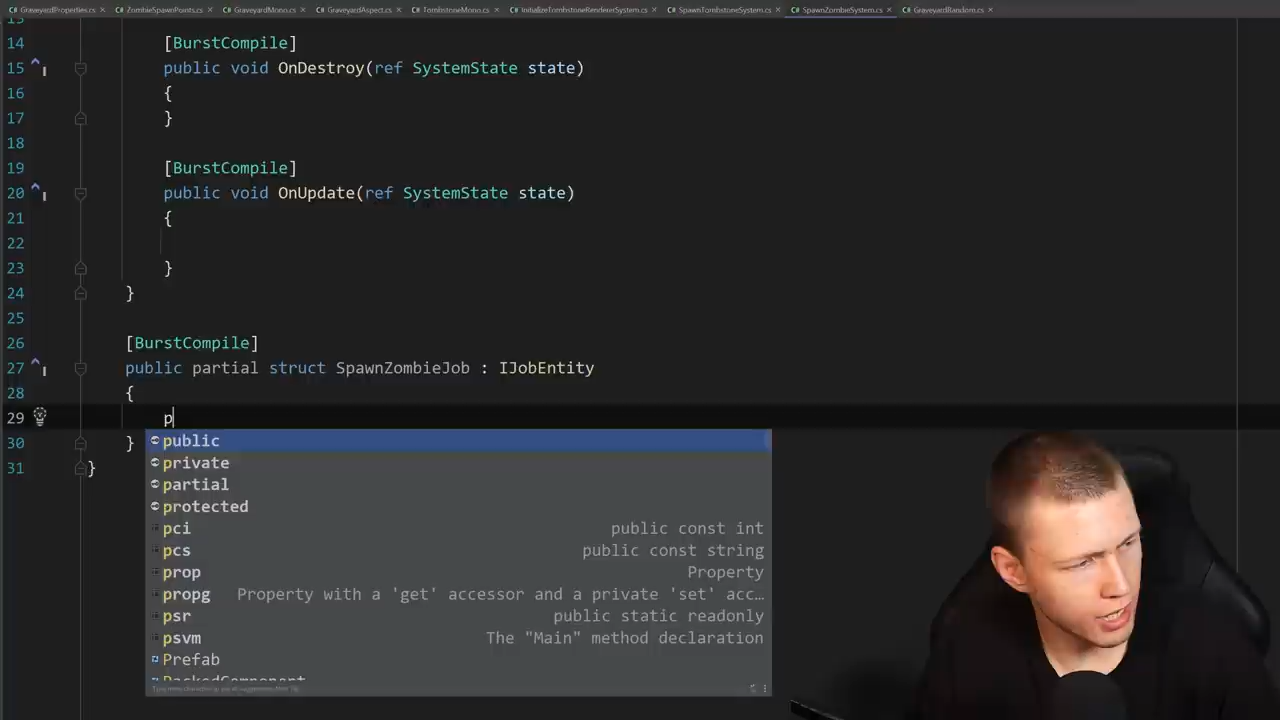 GraveyardProperties.cs ZombieSpawnPoints.cs GraveyardMono.cs GraveyardAspect.cs TombstoneMono.cs InitializeTombstoneRendererSystem.cs SpawnTombstoneSystem.cs SpawnZombieSystem.cs GraveyardRandom.cs
13
14 [BurstCompile]
15 public void OnDestroy(ref SystemState state)
16 {
17 }
18
19 [BurstCompile]
20 public void OnUpdate(ref SystemState state)
21 {
22
23 }
24 }
25
26 [BurstCompile]
27 public partial struct SpawnZombieJob : IJobEntity
28 {
29 p
30 }
31 }
public
private
partial
protected
pci public const int
pcs public const string
prop Property
propg Property with a 'get' accessor and a private 'set' acc…
psr public static readonly
psvm The "Main" method declaration
Prefab
PackedComponent